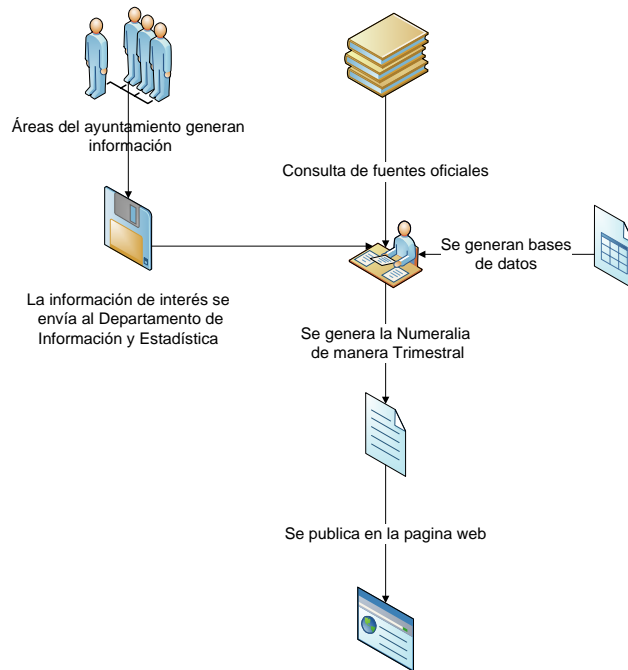 Áreas del ayuntamiento generan
información
Consulta de fuentes oficiales
Se generan bases
de datos
La información de interés se
envía al Departamento de
Información y Estadística
Se genera la Numeralia
de manera Trimestral
Se publica en la pagina web